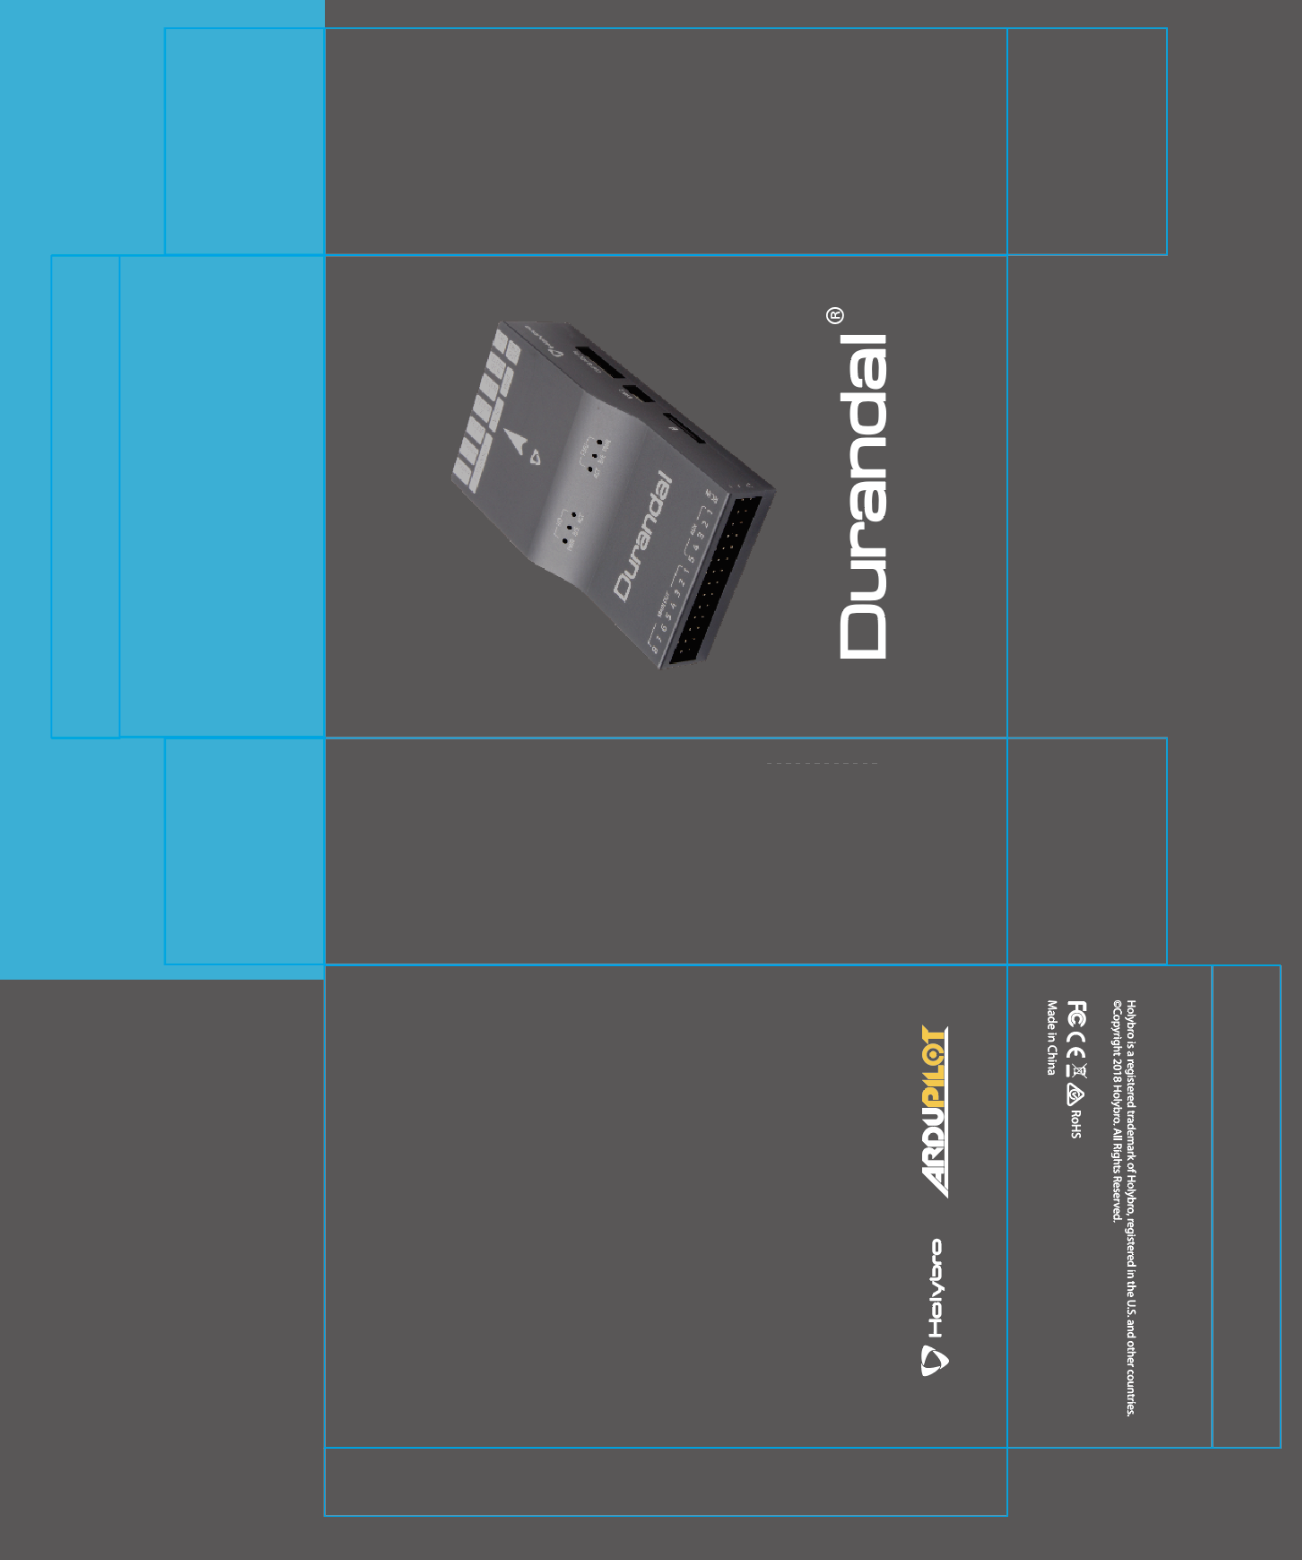 Durandal®
Durandal
ARDUPILOT
Holybro
Holybro is a registered trademark of Holybro, registered in the U.S. and other countries.
©Copyright 2018 Holybro. All Rights Reserved.
FC CE RoHS
Made in China